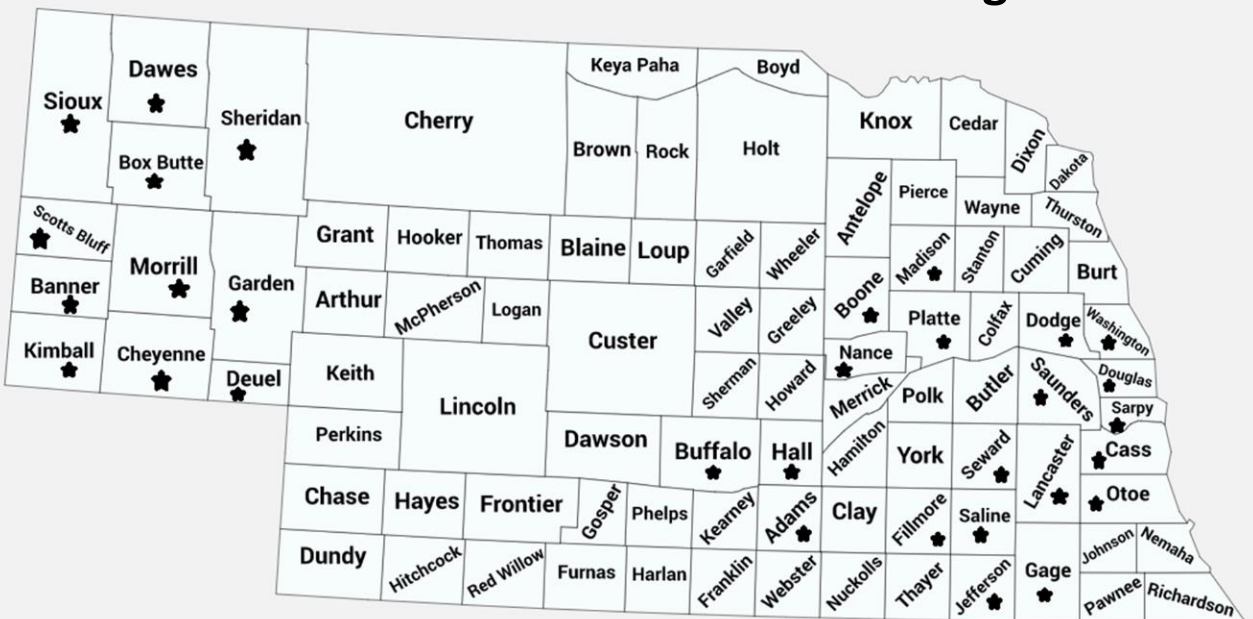 Keya Paha
Boyd
Dawes
Sioux
Sheridan
Cherry
Knox
Cedar
Dixon
Box Butte
Brown
Rock
Holt
Dakota
Antelope
Pierce
Wayne
Thurston
Scotts Bluff
Grant
Hooker
Thomas
Blaine
Loup
Garfield
Wheeler
Madison
Stanton
Cuming
Burt
Morrill
Banner
Garden
Arthur
McPherson
Logan
Boone
Valley
Greeley
Platte
Colfax
Dodge
Washington
Kimball
Cheyenne
Custer
Nance
Deuel
Keith
Lincoln
Sherman
Howard
Merrick
Polk
Butler
Saunders
Douglas
Sarpy
Perkins
Dawson
Buffalo
Hall
Hamilton
York
Seward
Lancaster
Cass
Chase
Hayes
Frontier
Gosper
Phelps
Kearney
Adams
Clay
Fillmore
Saline
Otoe
Dundy
Hitchcock
Red Willow
Furnas
Harlan
Franklin
Webster
Nuckolls
Thayer
Jefferson
Gage
Johnson
Nemaha
Pawnee
Richardson